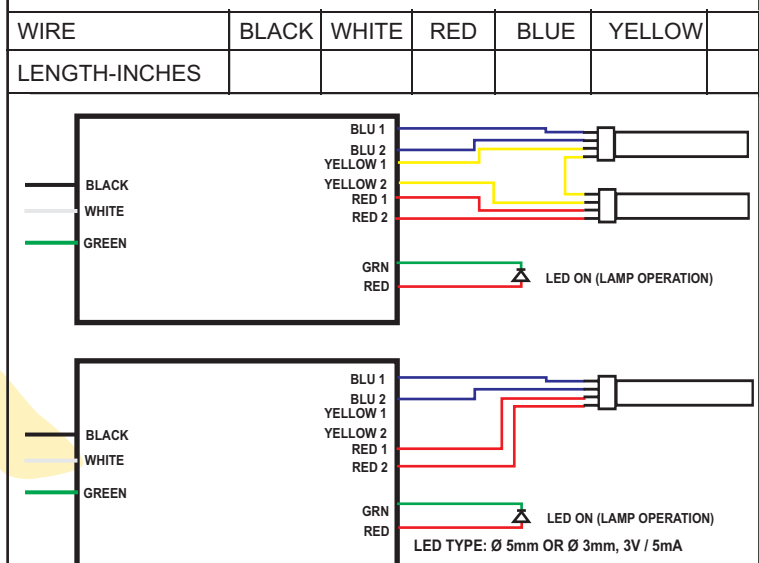 WIRE BLACK WHITE RED BLUE YELLOW
LENGTH-INCHES
BLU 1
BLU 2
YELLOW 1
YELLOW 2
RED 1
RED 2
BLACK
WHITE
GREEN
GRN
RED
LED ON (LAMP OPERATION)
BLU 1
BLU 2
YELLOW 1
YELLOW 2
RED 1
RED 2
BLACK
WHITE
GREEN
GRN
RED
LED ON (LAMP OPERATION)
LED TYPE: Ø 5mm OR Ø 3mm, 3V / 5mA